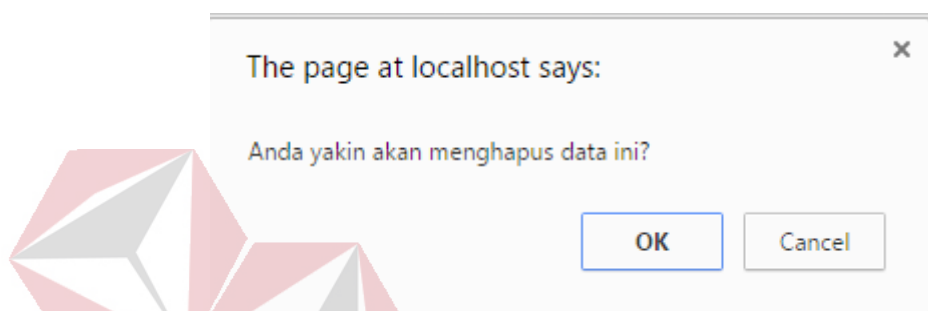 The page at localhost says:
Anda yakin akan menghapus data ini?
OK
Cancel